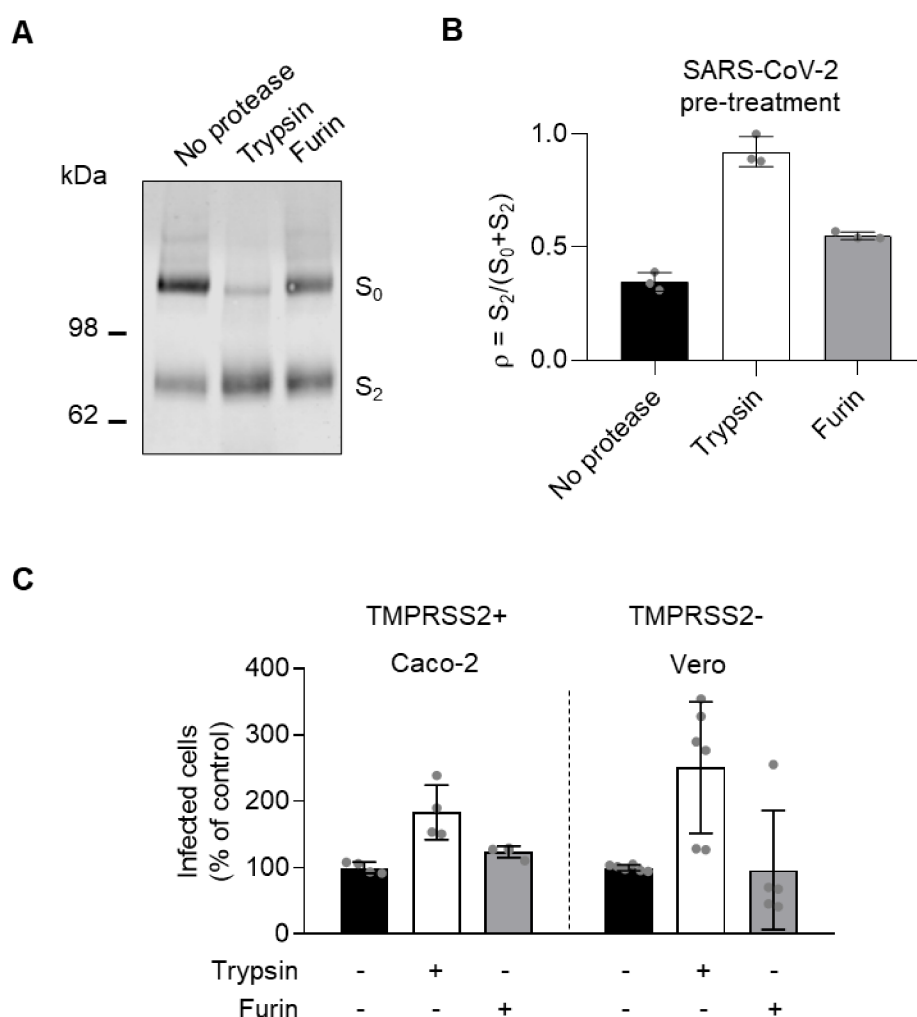 A
No protease
Trypsin
Furin
kDa
S₀
98
S₂
62
B
SARS-CoV-2
pre-treatment
1.0
0.5
0.0
ρ = S₂/(S₀+S₂)
No protease
Trypsin
Furin
C
TMPRSS2+ TMPRSS2-
Caco-2 Vero
400
300
200
100
0
Infected cells
(% of control)
Trypsin - + - - + -
Furin - - + - - +